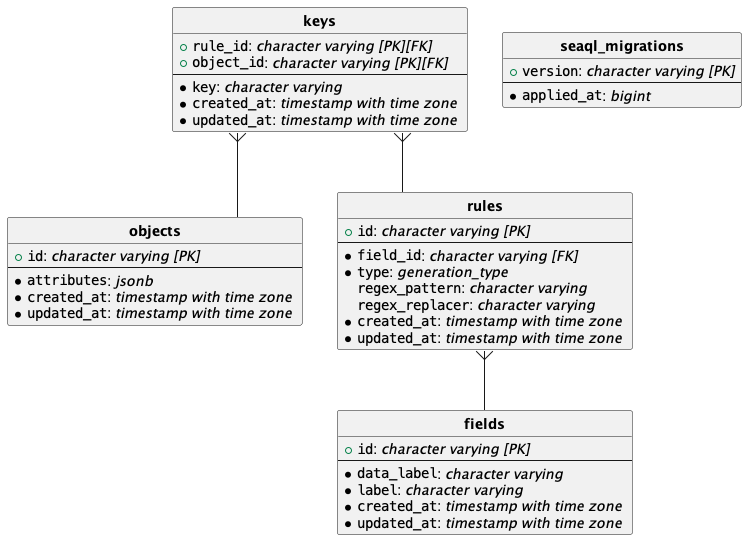 keys
rule_id: character varying [PK][FK]
object_id: character varying [PK][FK]
key: character varying
created_at: timestamp with time zone
updated_at: timestamp with time zone
seaql_migrations
version: character varying [PK]
applied_at: bigint
objects
id: character varying [PK]
attributes: jsonb
created_at: timestamp with time zone
updated_at: timestamp with time zone
rules
id: character varying [PK]
field_id: character varying [FK]
type: generation_type
regex_pattern: character varying
regex_replacer: character varying
created_at: timestamp with time zone
updated_at: timestamp with time zone
fields
id: character varying [PK]
data_label: character varying
label: character varying
created_at: timestamp with time zone
updated_at: timestamp with time zone